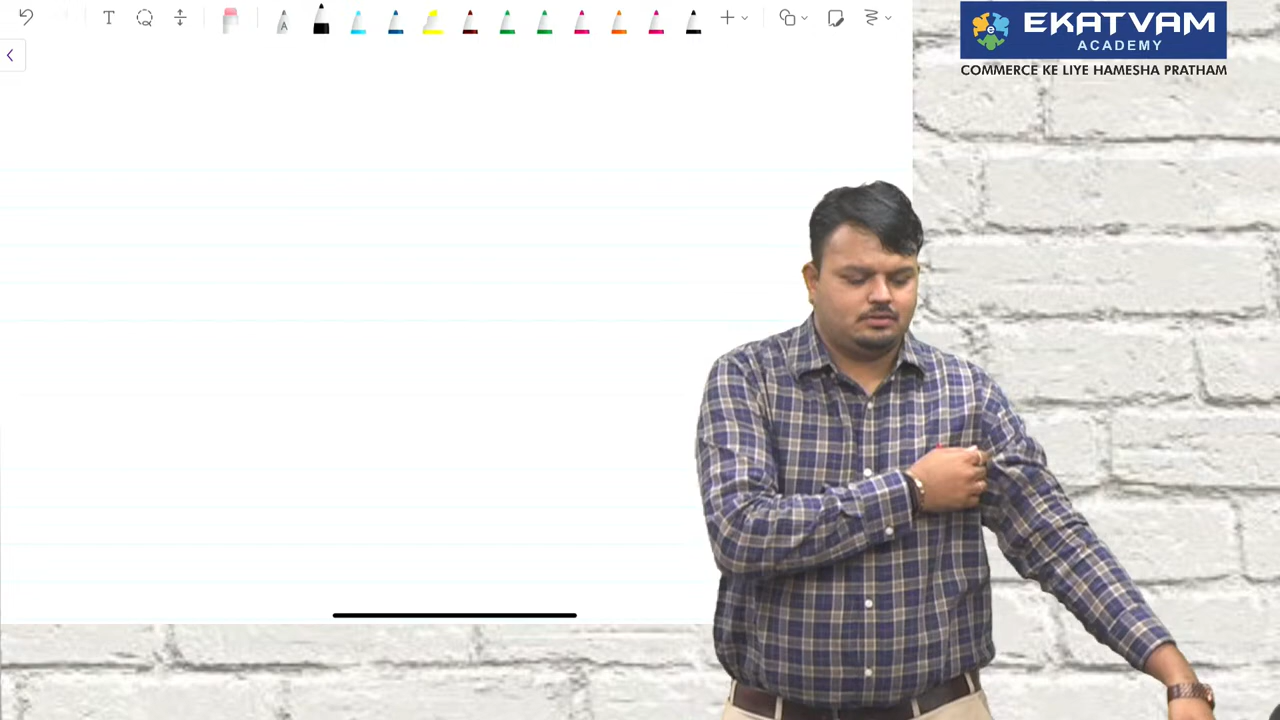 T
A
e
EKATVAM
ACADEMY
COMMERCE KE LIYE HAMESHA PRATHAM